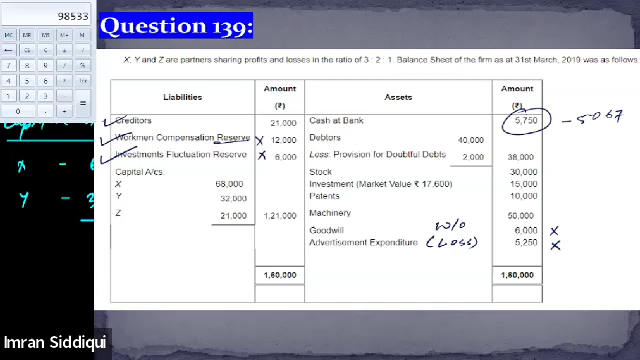 98533
MC MR MS M+ M-
Question 139:
X, Y and Z are partners sharing profits and losses in the ratio of 3 : 2 : 1. Balance Sheet of the firm as at 31st March, 2019 was as follows
Liabilities Amount (₹) Assets Amount (₹)
Creditors 21,000 Cash at Bank 5,750 - 5067
Workmen Compensation Reserve x 12,000 Debtors 40,000
Investments Fluctuation Reserve x 6,000 Less: Provision for Doubtful Debts 2,000 38,000
Capital A/cs. Stock 30,000
X 68,000 Investment (Market Value ₹ 17,600) 15,000
Y 32,000 Patents 10,000
Z 21,000 1,21,000 Machinery 50,000
Goodwill W/o 6,000 x
Advertisement Expenditure (Loss) 5,250 x
1,60,000 1,60,000
X - 6
Y - 3
Imran Siddiqui